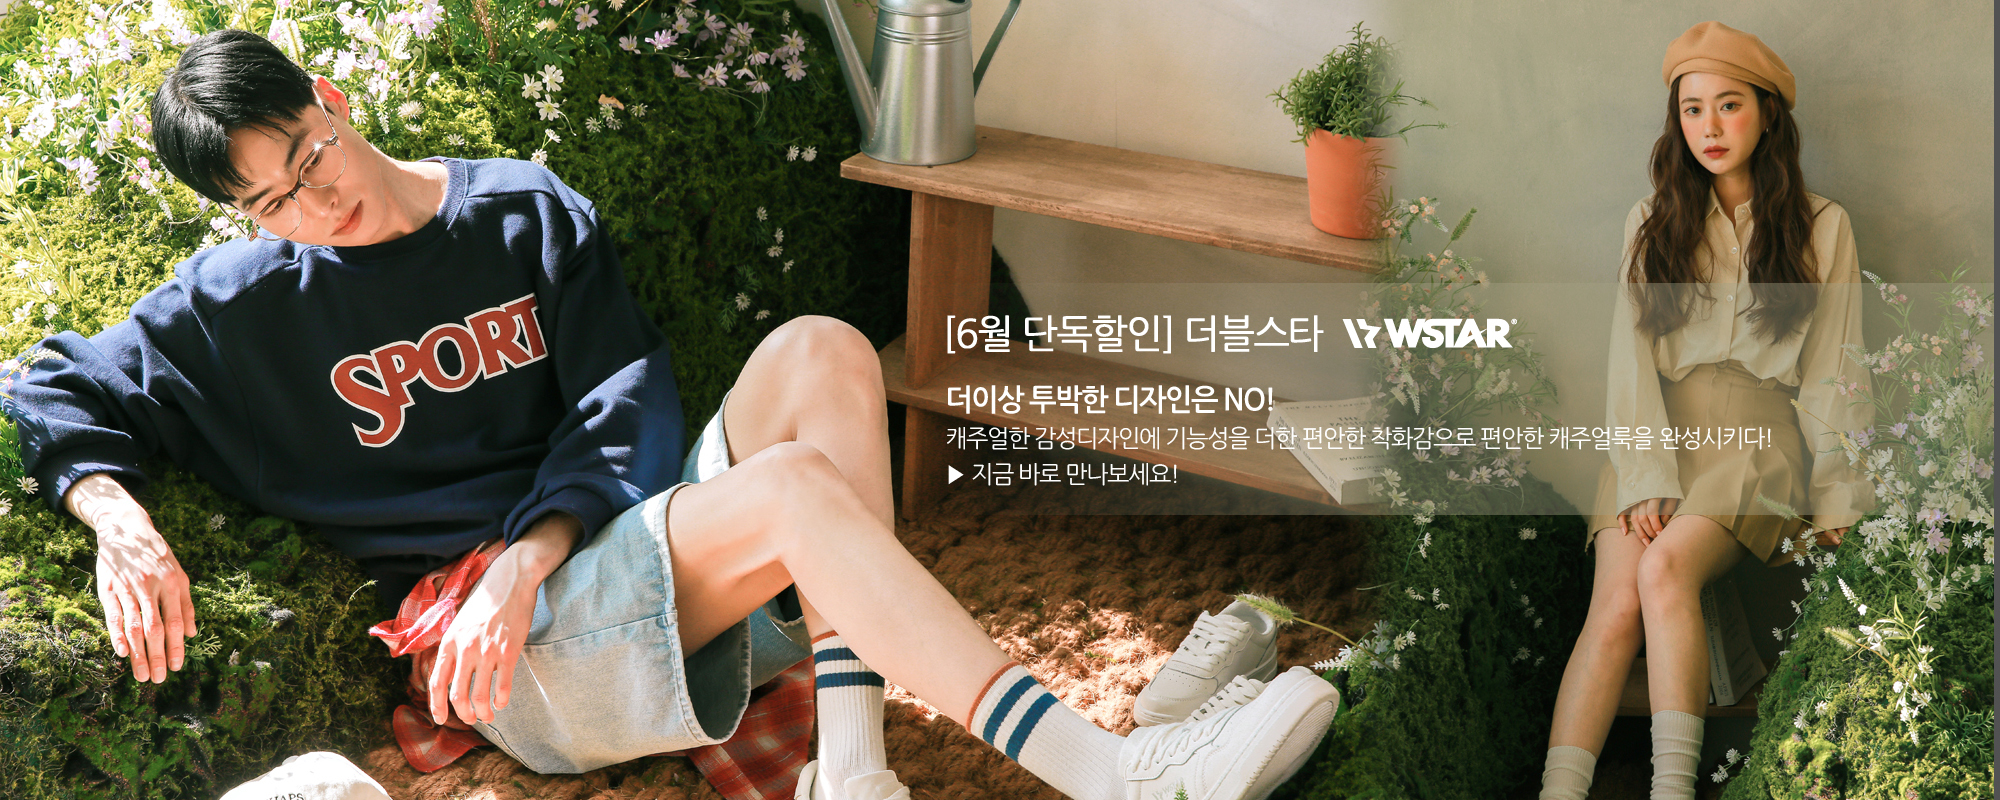 SPORT
[6월 단독할인] 더블스타 WSTAR®
더이상 투박한 디자인은 NO!
캐주얼한 감성디자인에 기능성을 더한 편안한 착화감으로 편안한 캐주얼룩을 완성시키다!
▶ 지금 바로 만나보세요!